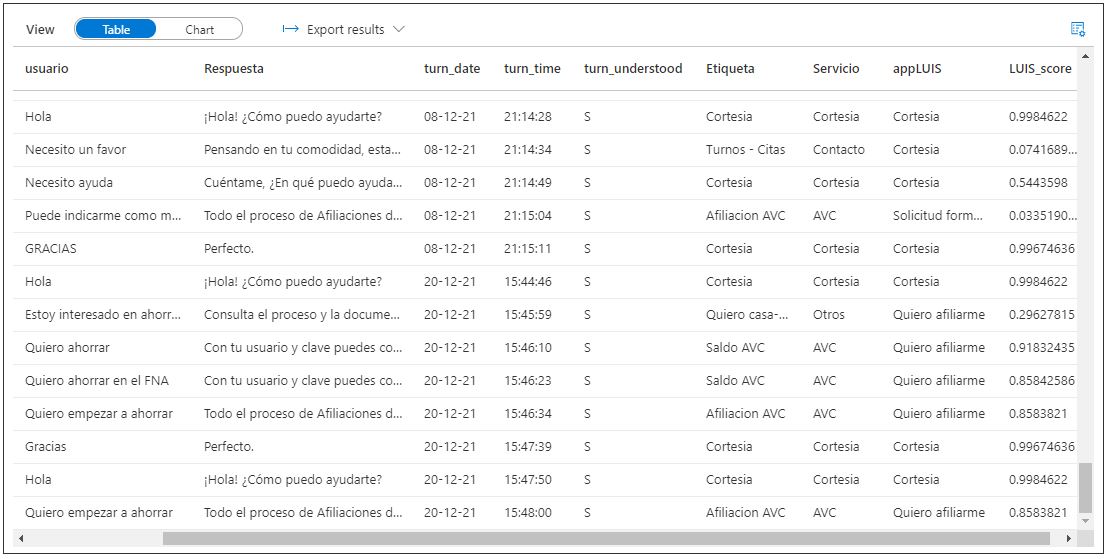 View Table Chart Export results
usuario Respuesta turn_date turn_time turn_understood Etiqueta Servicio appLUIS LUIS_score
Hola ¡Hola! ¿Cómo puedo ayudarte? 08-12-21 21:14:28 S Cortesia Cortesia Cortesia 0.9984622
Necesito un favor Pensando en tu comodidad, esta... 08-12-21 21:14:34 S Turnos - Citas Contacto Cortesia 0.0741689...
Necesito ayuda Cuéntame, ¿En qué puedo ayuda... 08-12-21 21:14:49 S Cortesia Cortesia Cortesia 0.5443598
Puede indicarme como m... Todo el proceso de Afiliaciones d... 08-12-21 21:15:04 S Afiliacion AVC AVC Solicitud form... 0.0335190...
GRACIAS Perfecto. 08-12-21 21:15:11 S Cortesia Cortesia Cortesia 0.99674636
Hola ¡Hola! ¿Cómo puedo ayudarte? 20-12-21 15:44:46 S Cortesia Cortesia Cortesia 0.9984622
Estoy interesado en ahorr... Consulta el proceso y la docume... 20-12-21 15:45:59 S Quiero casa-... Otros Quiero afiliarme 0.29627815
Quiero ahorrar Con tu usuario y clave puedes co... 20-12-21 15:46:10 S Saldo AVC AVC Quiero afiliarme 0.91832435
Quiero ahorrar en el FNA Con tu usuario y clave puedes co... 20-12-21 15:46:23 S Saldo AVC AVC Quiero afiliarme 0.85842586
Quiero empezar a ahorrar Todo el proceso de Afiliaciones d... 20-12-21 15:46:34 S Afiliacion AVC AVC Quiero afiliarme 0.8583821
Gracias Perfecto. 20-12-21 15:47:39 S Cortesia Cortesia Cortesia 0.99674636
Hola ¡Hola! ¿Cómo puedo ayudarte? 20-12-21 15:47:50 S Cortesia Cortesia Cortesia 0.9984622
Quiero empezar a ahorrar Todo el proceso de Afiliaciones d... 20-12-21 15:48:00 S Afiliacion AVC AVC Quiero afiliarme 0.8583821